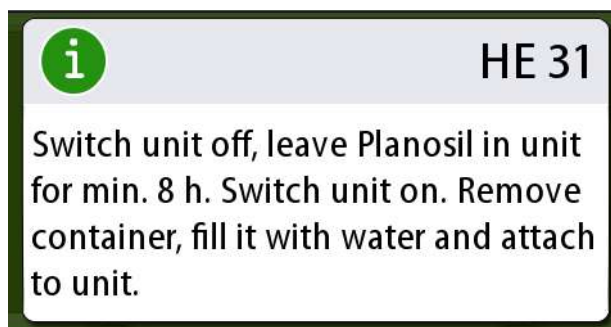 i
HE 31
Switch unit off, leave Planosil in unit
for min. 8 h. Switch unit on. Remove
container, fill it with water and attach
to unit.